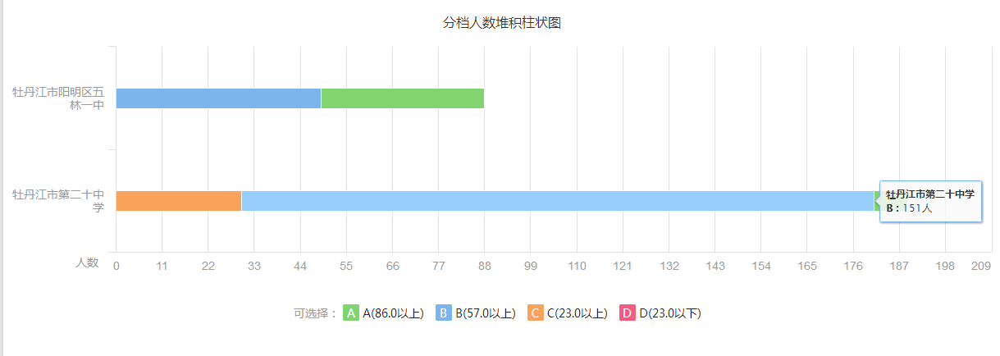 分档人数堆积柱状图
牡丹江市阳明区五
林一中
牡丹江市第二十中
学
牡丹江市第二十中学
B：151人
人数 0 11 22 33 44 55 66 77 88 99 110 121 132 143 154 165 176 187 198 209
可选择： A A(86.0以上) B B(57.0以上) C C(23.0以上) D D(23.0以下)